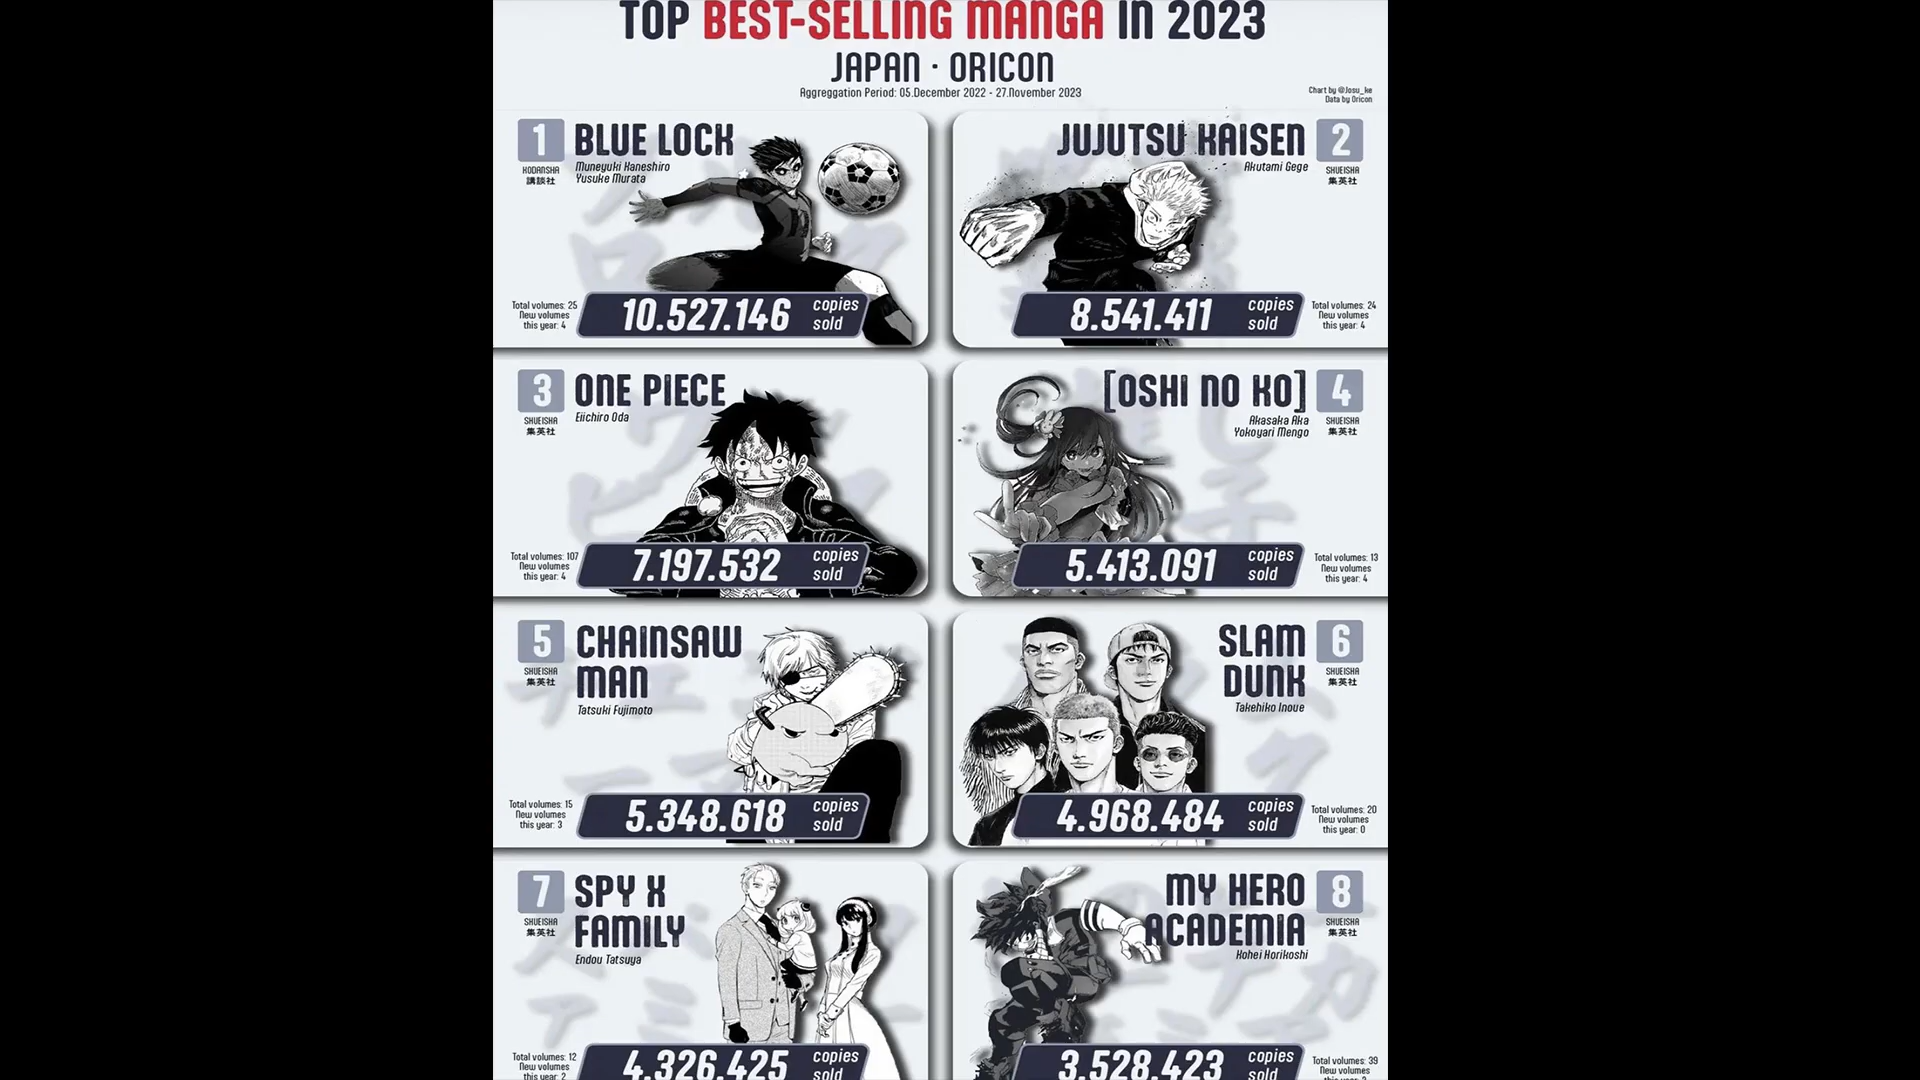 TOP BEST-SELLING MANGA IN 2023
JAPAN · ORICON
Aggreggation Period: 05.December 2022 - 27.November 2023
Chart by @Josu_ke
Data by Oricon
1
KODANSHA
講談社
BLUE LOCK
Muneyuki Kaneshiro
Yusuke Murata
Total volumes: 25
New volumes
this year: 4
10.527.146 copies sold
JUJUTSU KAISEN
Akutami Gege
2
SHUEISHA
集英社
8.541.411 copies sold
Total volumes: 24
New volumes
this year: 4
3
SHUEISHA
集英社
ONE PIECE
Eiichiro Oda
Total volumes: 107
New volumes
this year: 4
7.197.532 copies sold
[OSHI NO KO]
Akasaka Aka
Yokoyari Mengo
4
SHUEISHA
集英社
5.413.091 copies sold
Total volumes: 13
New volumes
this year: 4
5
SHUEISHA
集英社
CHAINSAW
MAN
Tatsuki Fujimoto
Total volumes: 15
New volumes
this year: 3
5.348.618 copies sold
SLAM
DUNK
Takehiko Inoue
6
SHUEISHA
集英社
4.968.484 copies sold
Total volumes: 20
New volumes
this year: 0
7
SHUEISHA
集英社
SPY X
FAMILY
Endou Tatsuya
Total volumes: 12
New volumes
this year: 2
4.326.425 copies sold
MY HERO
ACADEMIA
Kohei Horikoshi
8
SHUEISHA
集英社
3.528.423 copies sold
Total volumes: 39
New volumes